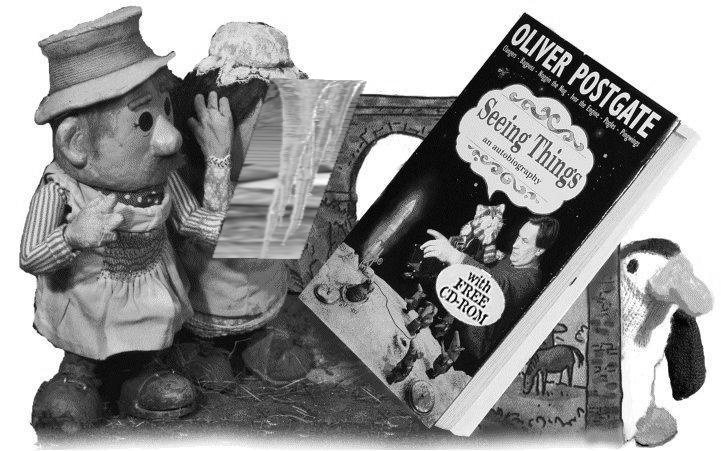 OLIVER POSTGATE
Clangers - Bagpuss - Noggin the Nog - Ivor the Engine - Pogles - Pingwings
Seeing Things
an autobiography
with
FREE
CD-ROM